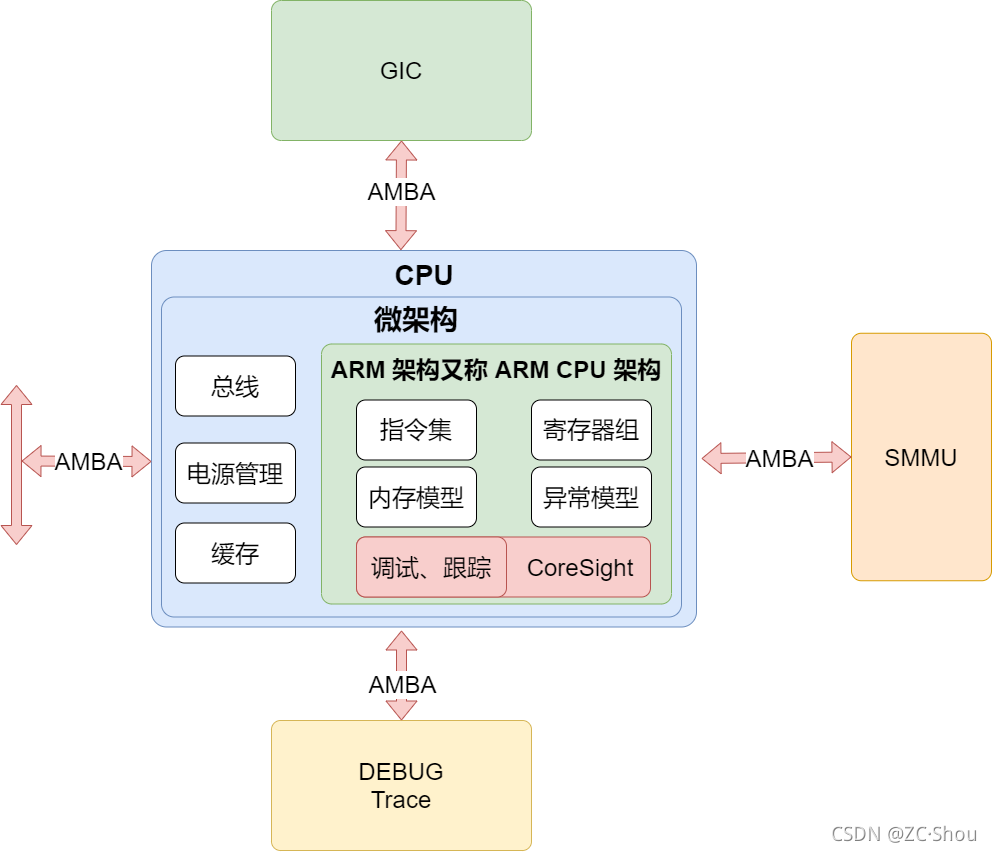 GIC
AMBA
CPU
微架构
ARM 架构又称 ARM CPU 架构
总线
指令集
寄存器组
AMBA
AMBA
SMMU
电源管理
内存模型
异常模型
缓存
调试、跟踪
CoreSight
AMBA
DEBUG
Trace
CSDN @ZC·Shou